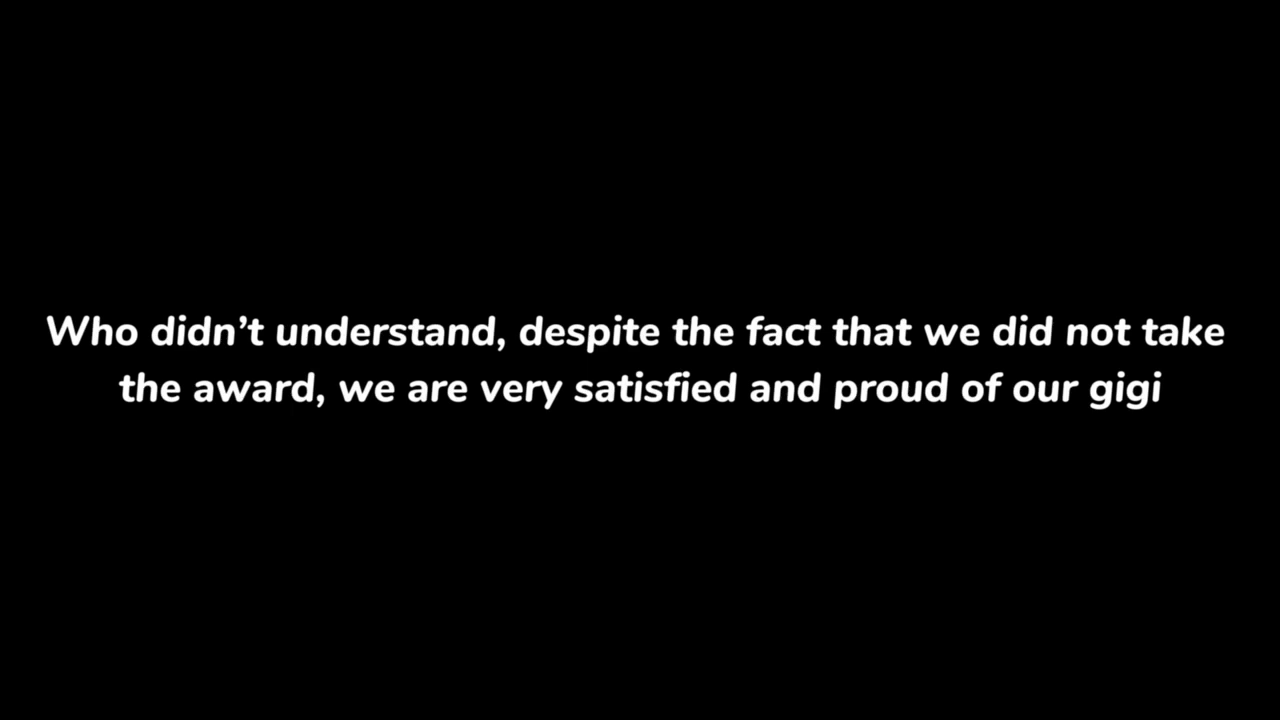 Who didn’t understand, despite the fact that we did not take
the award, we are very satisfied and proud of our gigi